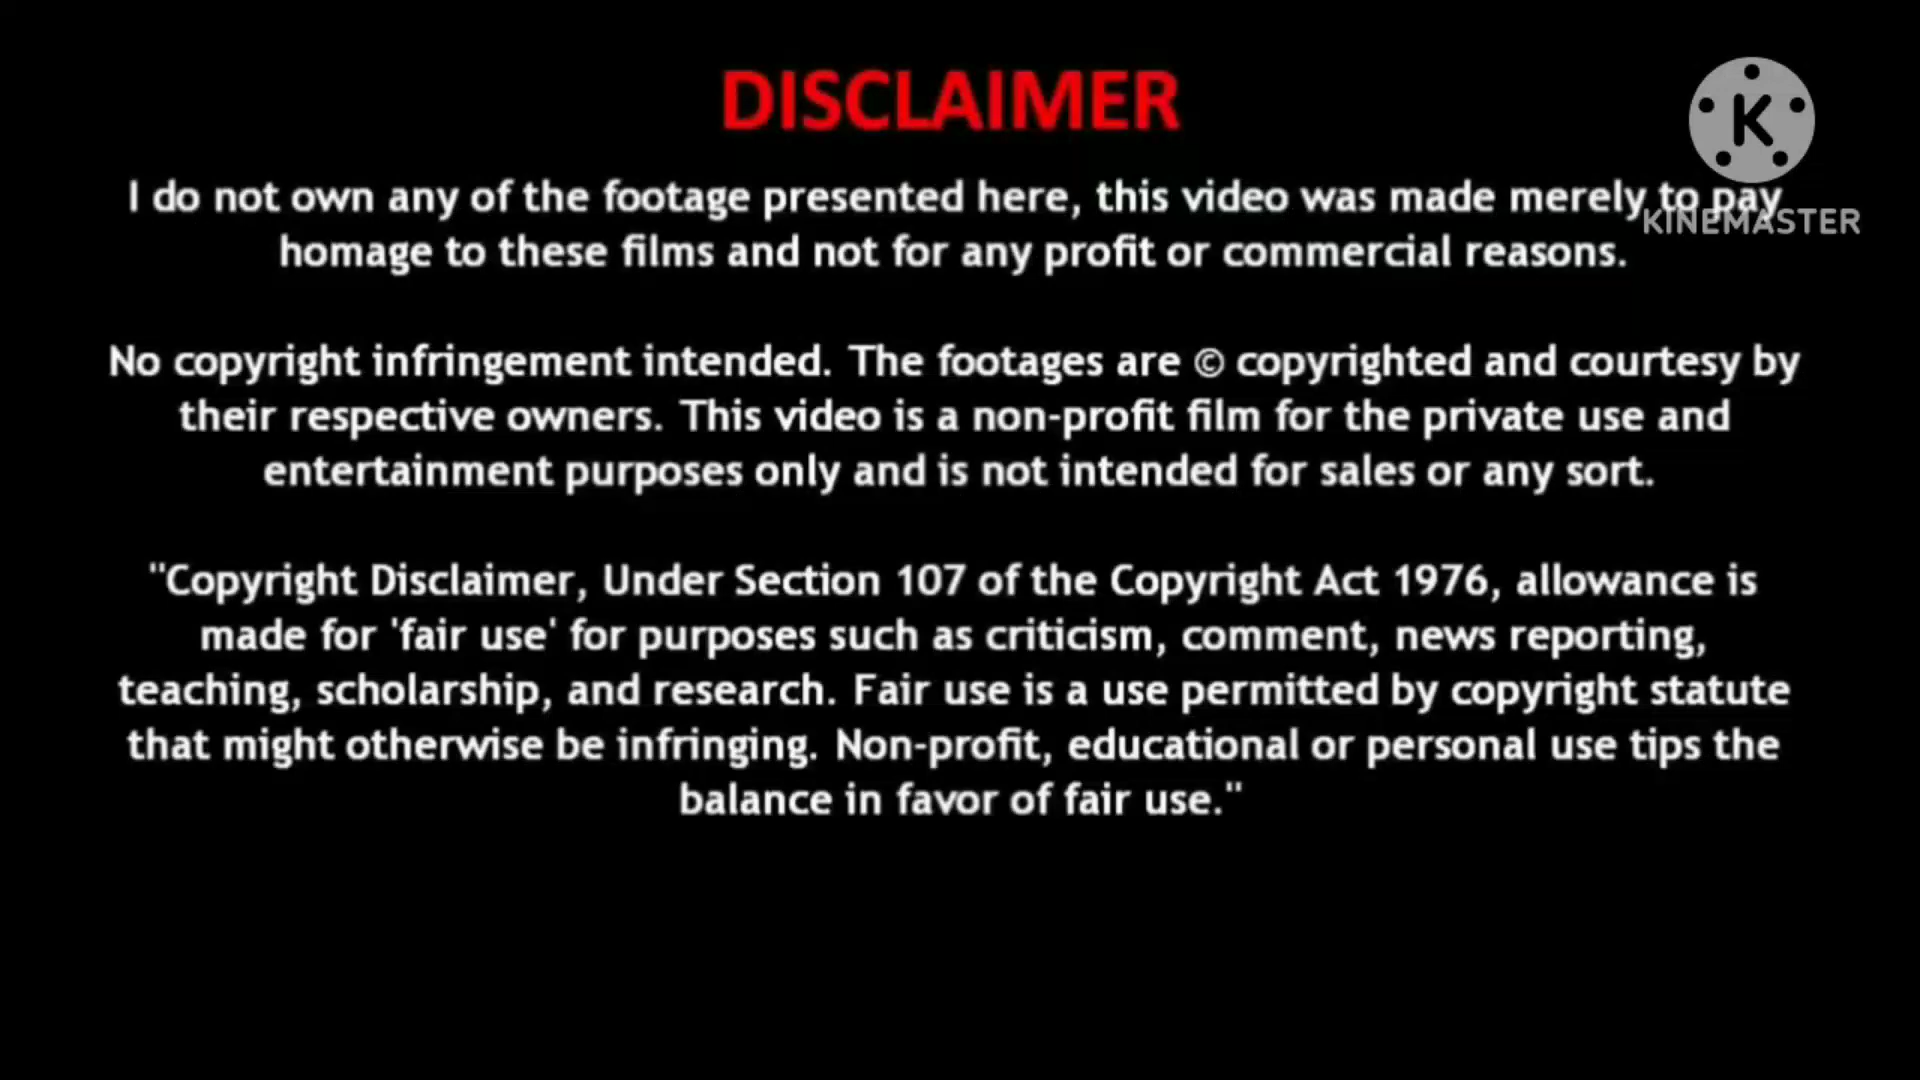 DISCLAIMER
K
I do not own any of the footage presented here, this video was made merely to pay
KINEMASTER
homage to these films and not for any profit or commercial reasons.
No copyright infringement intended. The footages are © copyrighted and courtesy by
their respective owners. This video is a non-profit film for the private use and
entertainment purposes only and is not intended for sales or any sort.
"Copyright Disclaimer, Under Section 107 of the Copyright Act 1976, allowance is
made for 'fair use' for purposes such as criticism, comment, news reporting,
teaching, scholarship, and research. Fair use is a use permitted by copyright statute
that might otherwise be infringing. Non-profit, educational or personal use tips the
balance in favor of fair use."